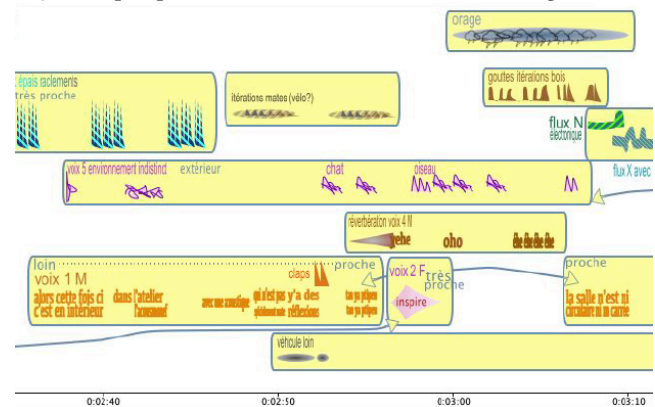 orage
épais raclements
très proche
itérations mates (vélo?)
gouttes itérations bois
flux N
électronique
voix 5 environnement indistinct
extérieur
chat
oiseau
flux X avec
réverbératon voix 4 M
oho
loin
proche
voix 1 M
claps
alors cette fois ci
c'est en intérieur
dans l'atelier
avec une acoustique
qui n'est pas
y'a des
réflexions
voix 2 F
très
proche
inspire
proche
la salle n'est ni
circulaire ni carrée
véhicule loin
0:02:40
0:02:50
0:03:00
0:03:10